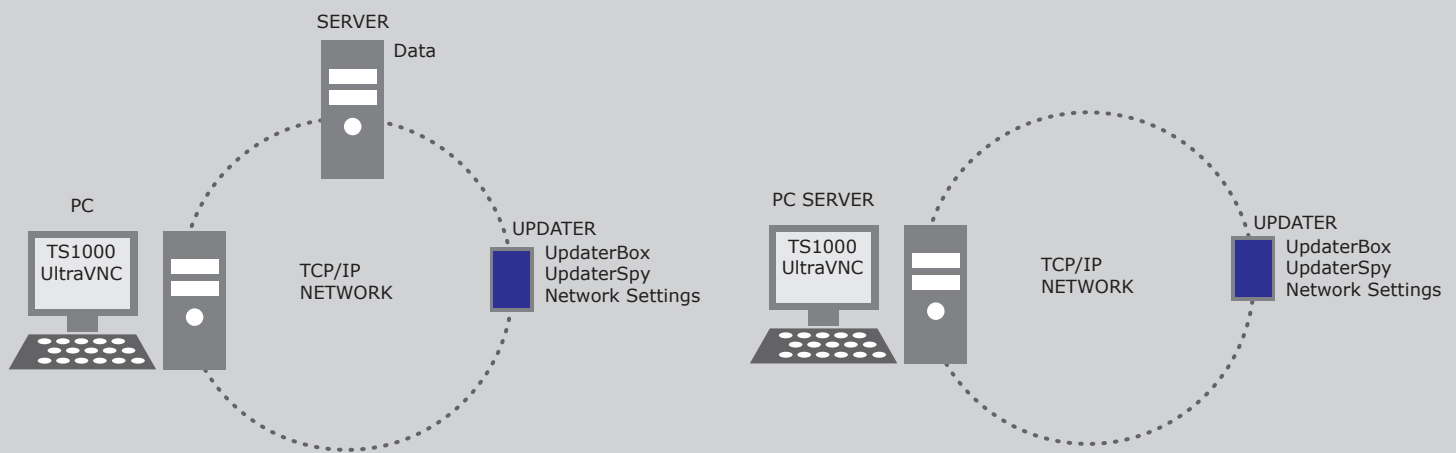 SERVER
Data
PC
TS1000
UltraVNC
TCP/IP
NETWORK
UPDATER
UpdaterBox
UpdaterSpy
Network Settings
PC SERVER
TS1000
UltraVNC
TCP/IP
NETWORK
UPDATER
UpdaterBox
UpdaterSpy
Network Settings